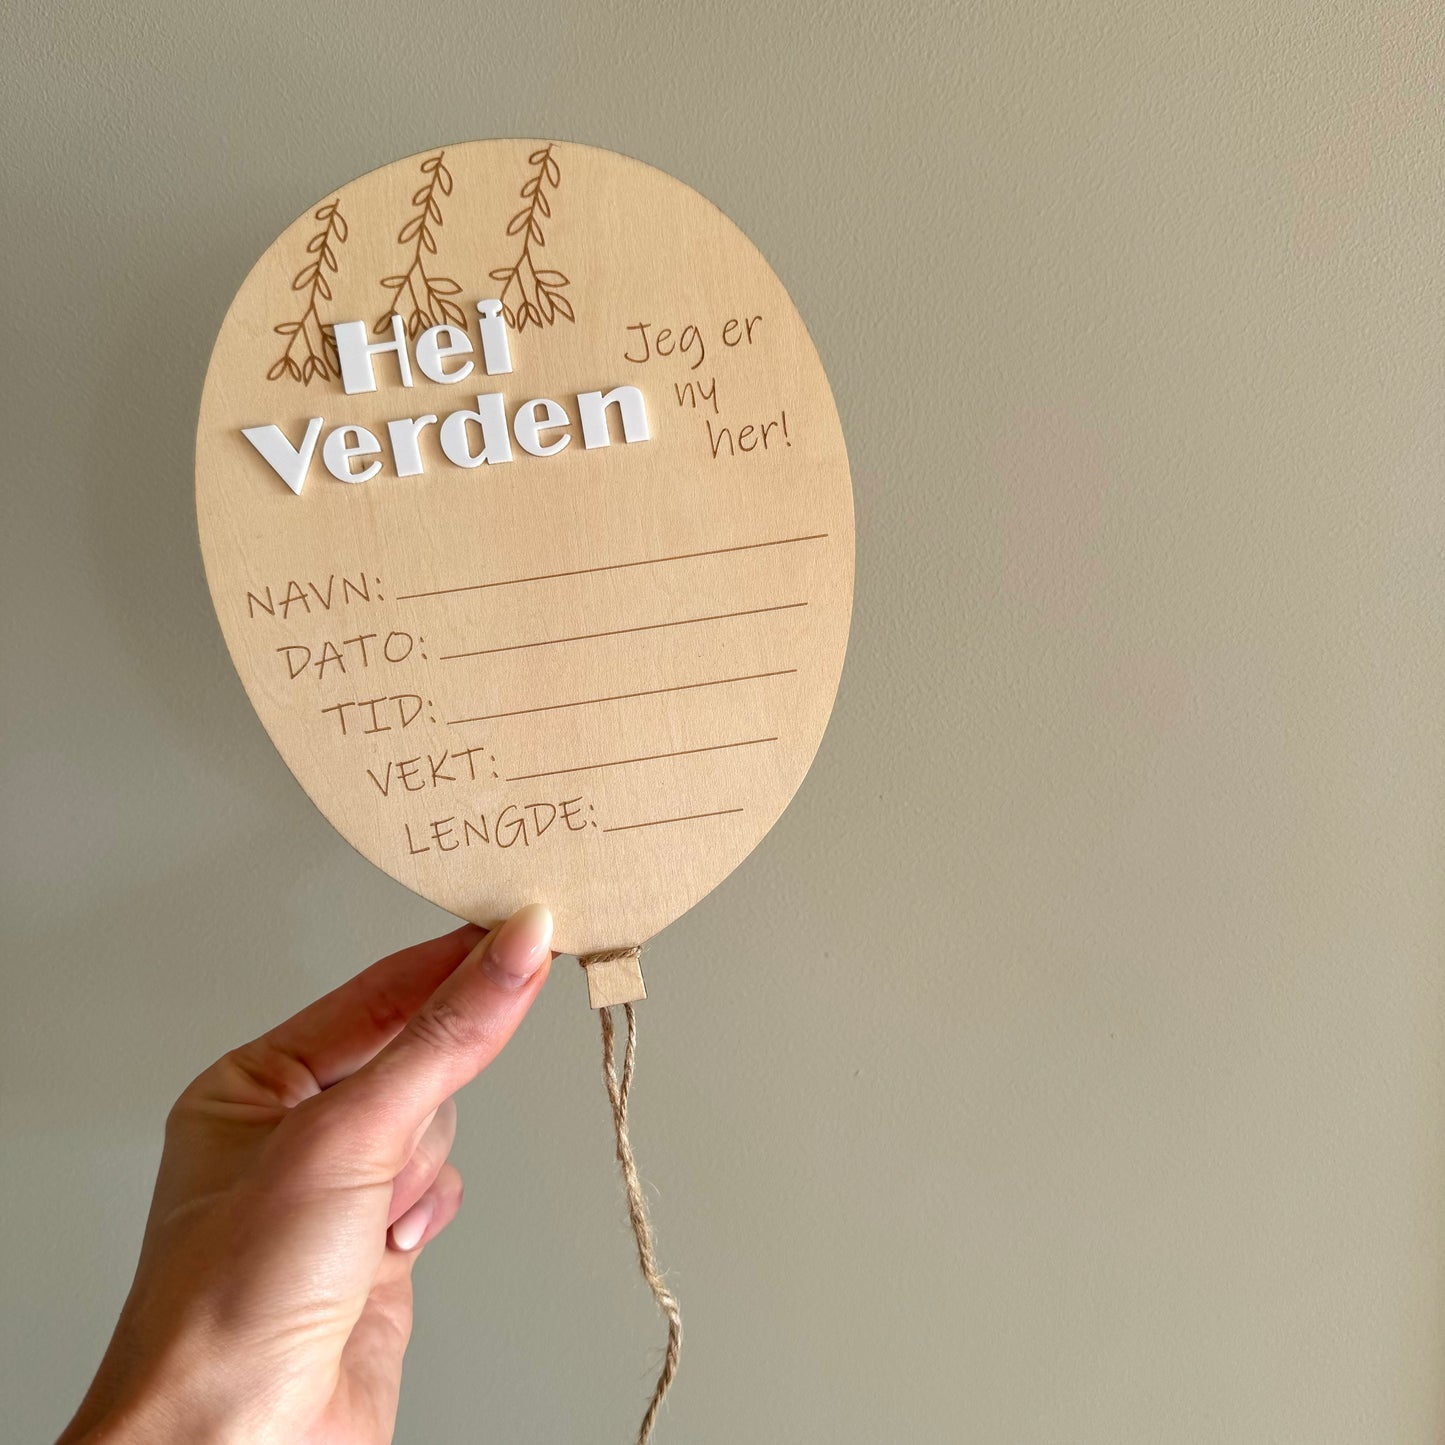 Hei
Verden
Jeg er
ny
her!
NAVN:
DATO:
TID:
VEKT:
LENGDE: